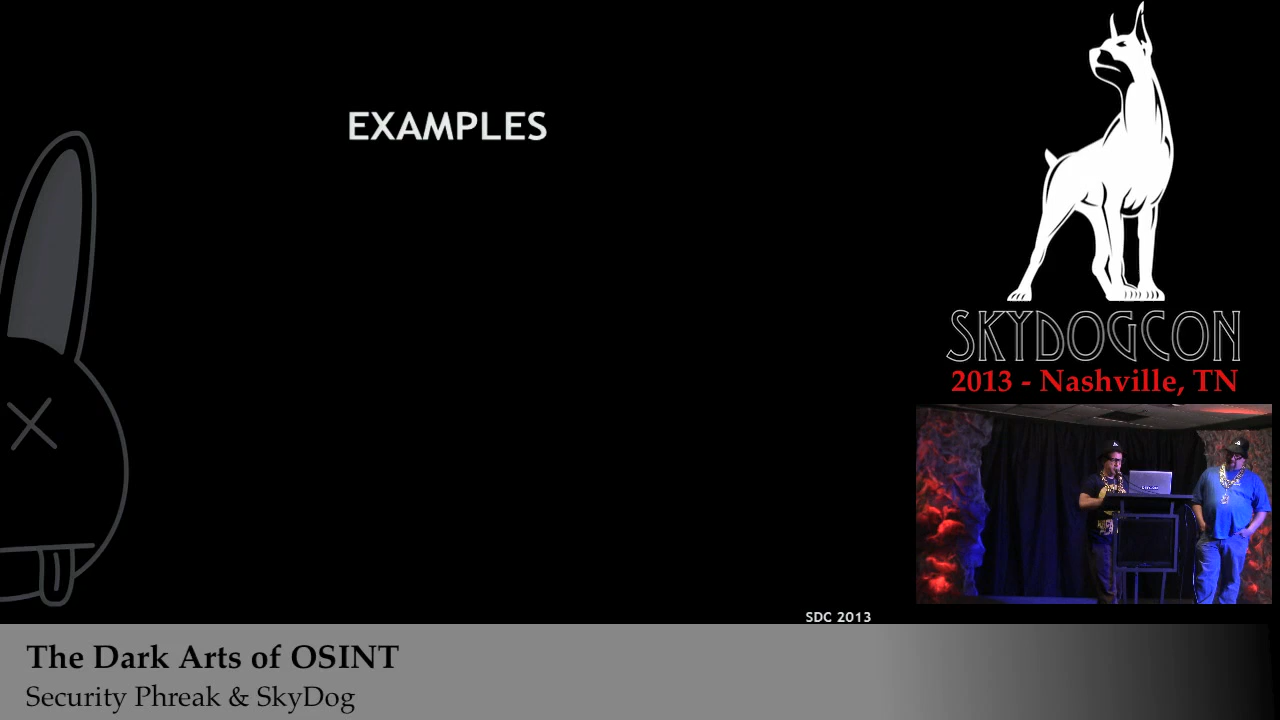 EXAMPLES
SKYDOGCON
2013 - Nashville, TN
SDC 2013
The Dark Arts of OSINT
Security Phreak & SkyDog